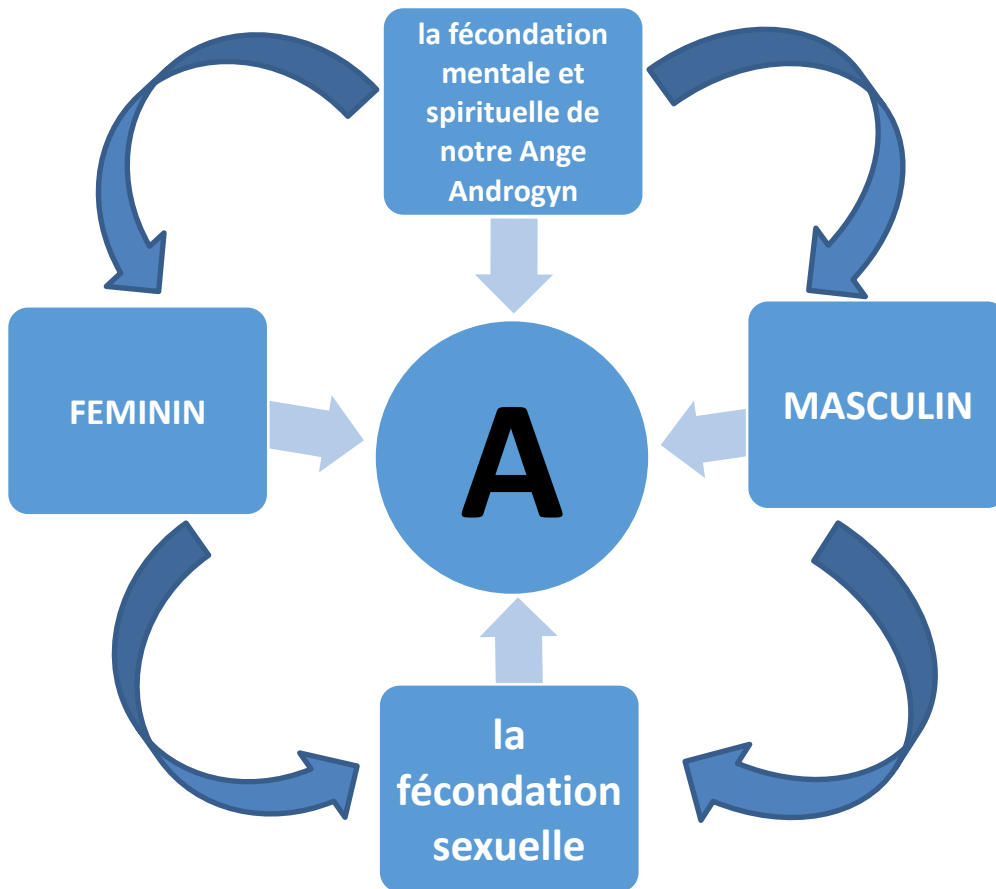 la fécondation
mentale et
spirituelle de
notre Ange
Androgyn
FEMININ
A
MASCULIN
la
fécondation
sexuelle